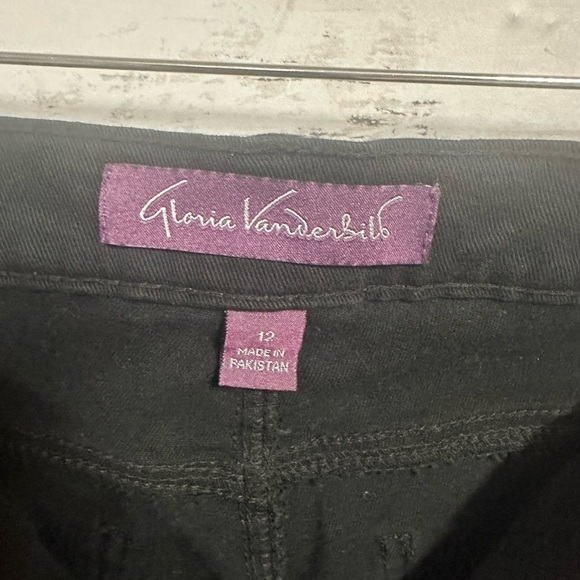 Gloria Vanderbilt
12
MADE IN
PAKISTAN